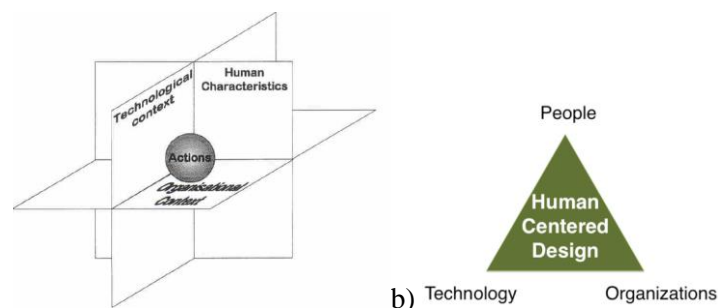 Technological
context
Human
Characteristics
Actions
Organisational
Context
b)
People
Human
Centered
Design
Technology
Organizations